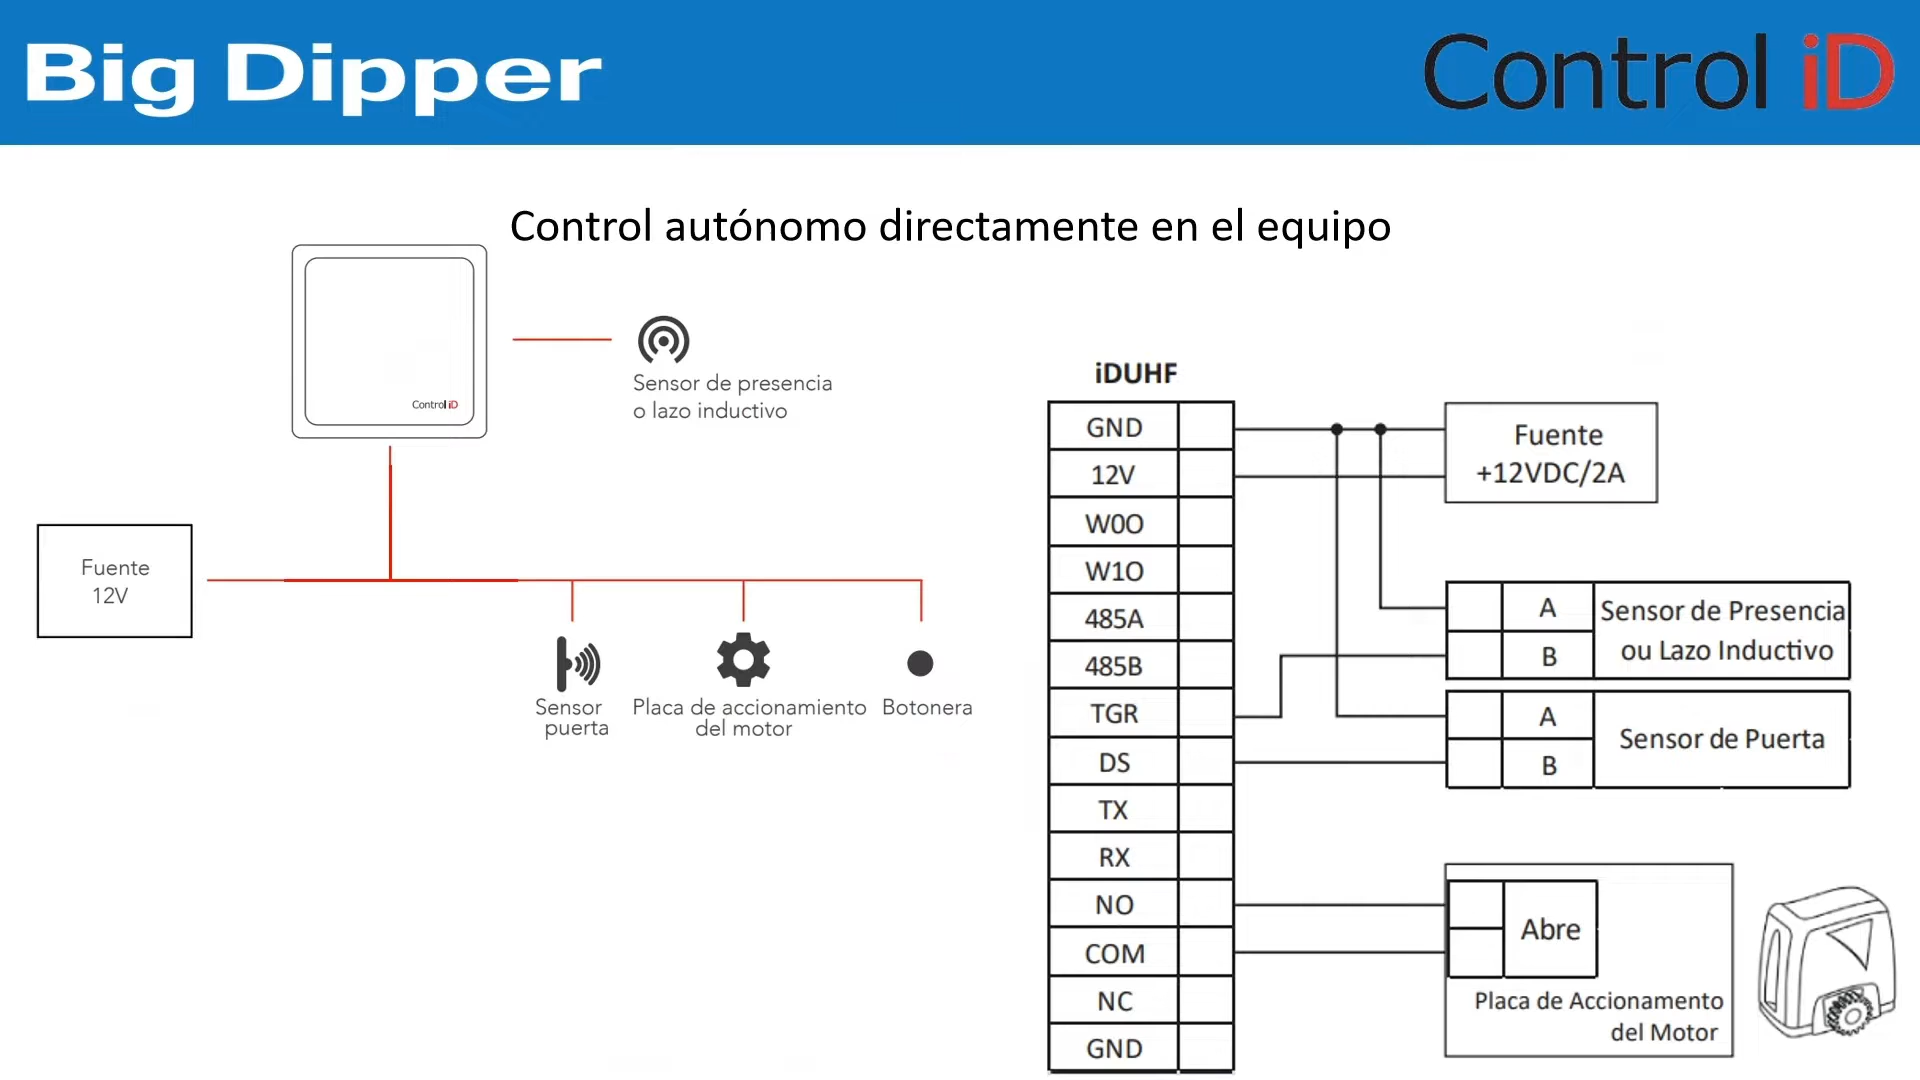 Big Dipper
Control iD
Control autónomo directamente en el equipo
Control iD
Sensor de presencia
o lazo inductivo
Fuente
12V
Sensor
puerta
Placa de accionamiento
del motor
Botonera
iDUHF
GND
12V
W0O
W1O
485A
485B
TGR
DS
TX
RX
NO
COM
NC
GND
Fuente
+12VDC/2A
A
B
Sensor de Presencia
ou Lazo Inductivo
A
B
Sensor de Puerta
Abre
Placa de Accionamento
del Motor